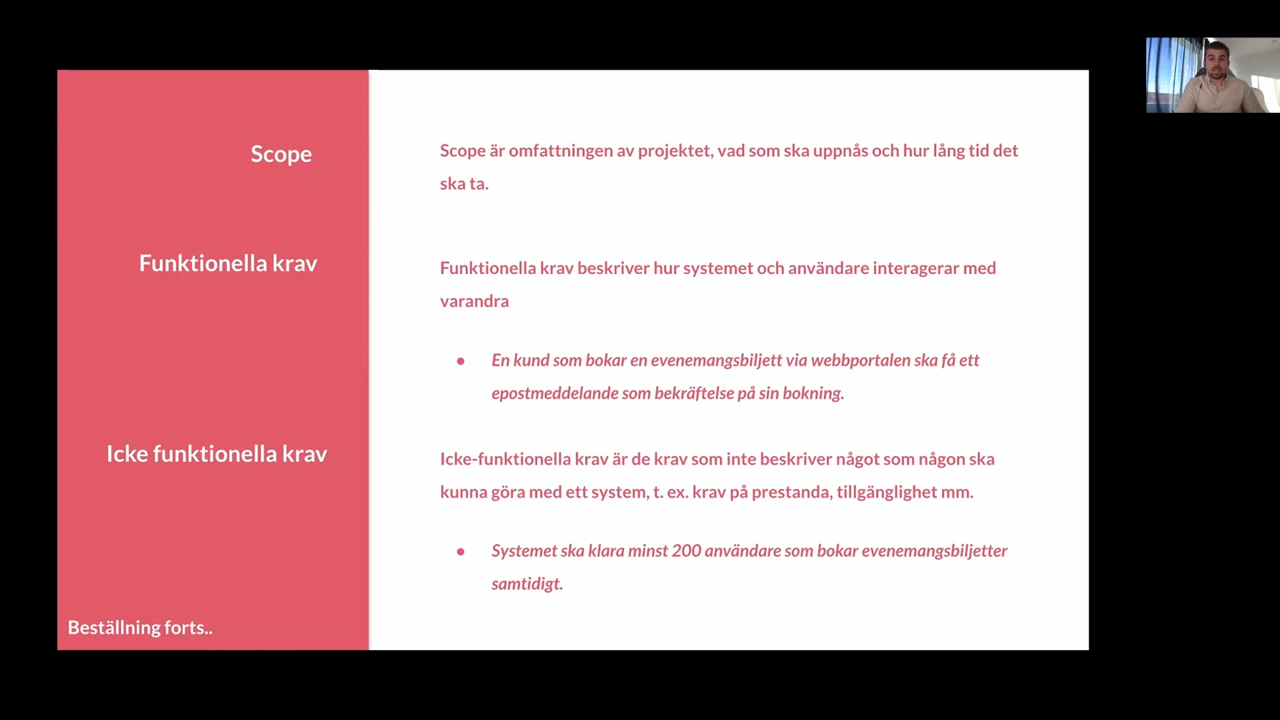 Scope
Scope är omfattningen av projektet, vad som ska uppnås och hur lång tid det
ska ta.
Funktionella krav
Funktionella krav beskriver hur systemet och användare interagerar med
varandra
• En kund som bokar en evenemangsbiljett via webbportalen ska få ett
epostmeddelande som bekräftelse på sin bokning.
Icke funktionella krav
Icke-funktionella krav är de krav som inte beskriver något som någon ska
kunna göra med ett system, t. ex. krav på prestanda, tillgänglighet mm.
• Systemet ska klara minst 200 användare som bokar evenemangsbiljetter
samtidigt.
Beställning forts..